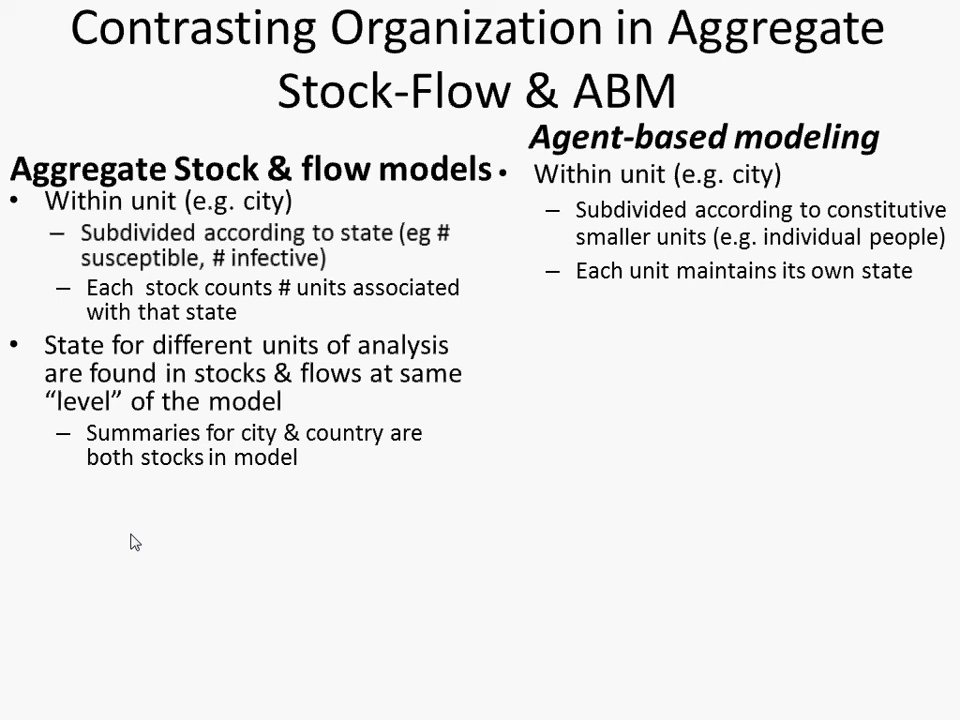 Contrasting Organization in Aggregate
Stock-Flow & ABM
Aggregate Stock & flow models
• Within unit (e.g. city)
– Subdivided according to state (eg #
susceptible, # infective)
– Each stock counts # units associated
with that state
• State for different units of analysis
are found in stocks & flows at same
“level” of the model
– Summaries for city & country are
both stocks in model
Agent-based modeling
• Within unit (e.g. city)
– Subdivided according to constitutive
smaller units (e.g. individual people)
– Each unit maintains its own state